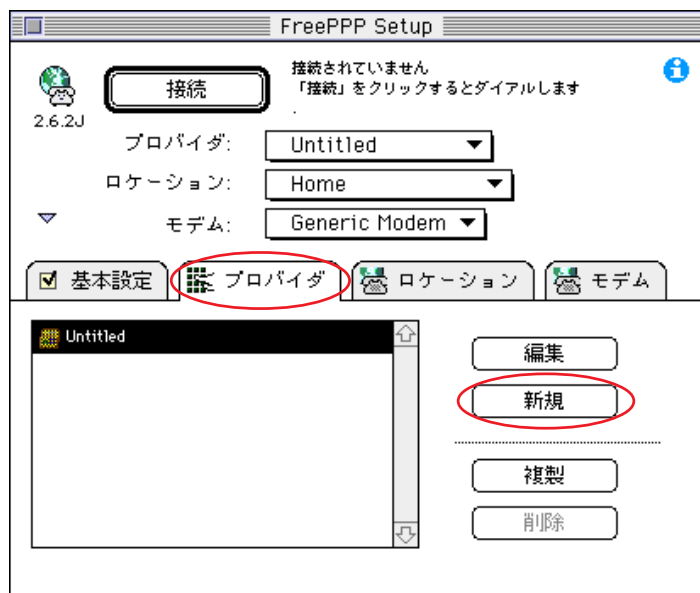 FreePPP Setup
接続
接続されていません
「接続」をクリックするとダイアルします
.
2.6.2J
プロバイダ: Untitled
ロケーション: Home
モデム: Generic Modem
基本設定 プロバイダ ロケーション モデム
Untitled
編集
新規
複製
削除